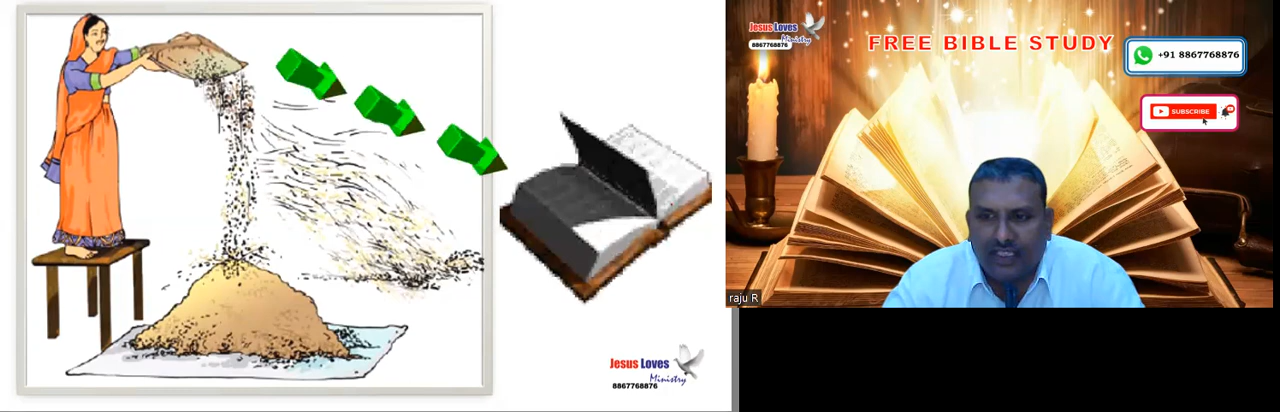 Jesus Loves
Ministry
8867768876
Jesus Loves
Ministry
8867768876
FREE BIBLE STUDY
+91 8867768876
SUBSCRIBE
raju R